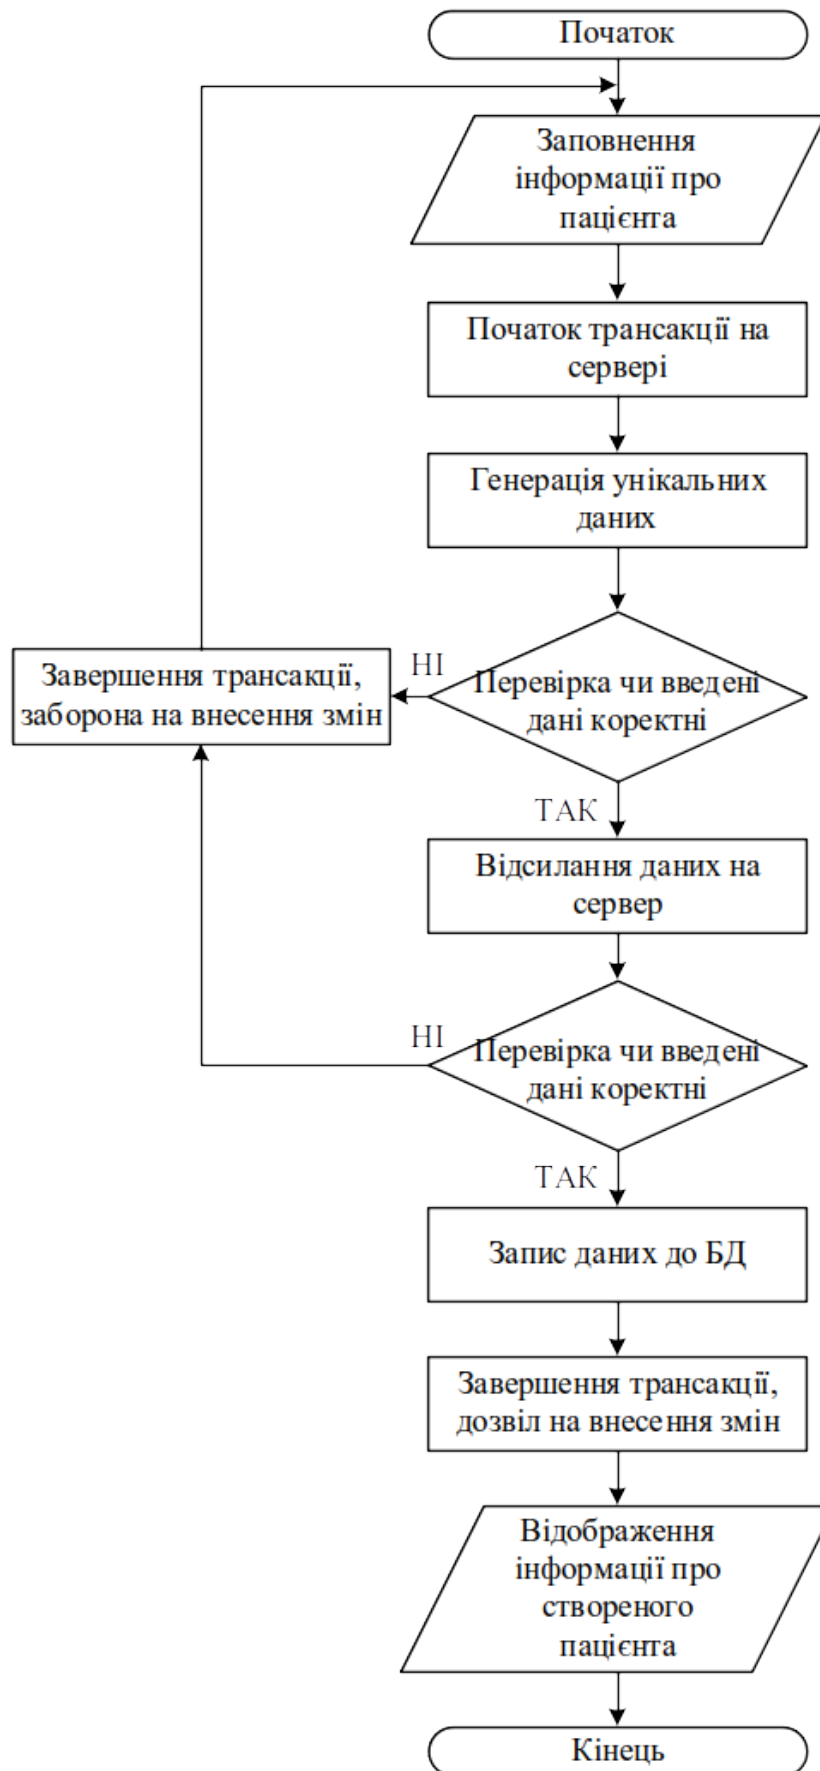 Початок
Заповнення
інформації про
пацієнта
Початок трансакції на
сервері
Генерація унікальних
даних
Перевірка чи введені
дані коректні
НІ
Завершення трансакції,
заборона на внесення змін
ТАК
Відсилання даних на
сервер
Перевірка чи введені
дані коректні
НІ
ТАК
Запис даних до БД
Завершення трансакції,
дозвіл на внесення змін
Відображення
інформації про
створеного
пацієнта
Кінець